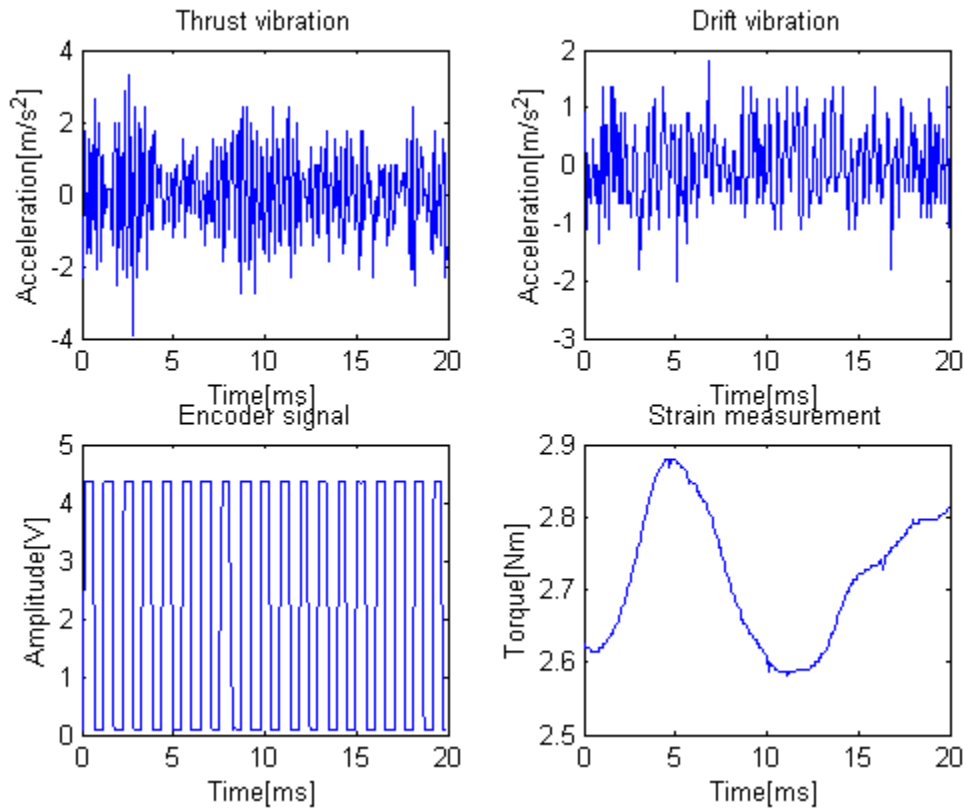 Thrust vibration
Acceleration[m/s²]
4
2
0
-2
-4
0 5 10 15 20
Time[ms]
Drift vibration
Acceleration[m/s²]
2
1
0
-1
-2
-3
0 5 10 15 20
Time[ms]
Encoder signal
Amplitude[V]
5
4
3
2
1
0
0 5 10 15 20
Time[ms]
Strain measurement
Torque[Nm]
2.9
2.8
2.7
2.6
2.5
0 5 10 15 20
Time[ms]